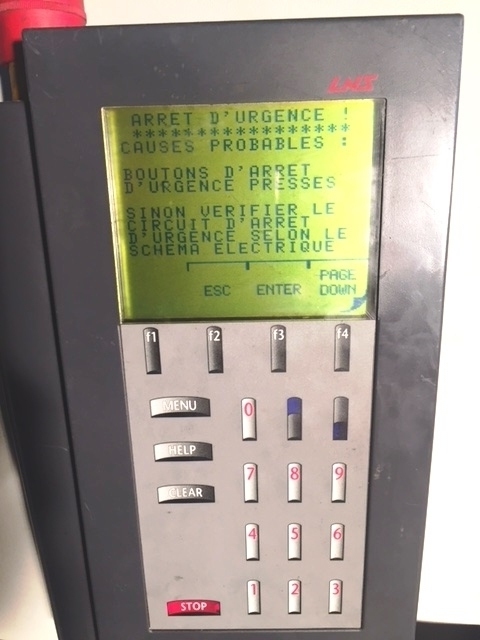 ARRET D'URGENCE !
*****************
CAUSES PROBABLES :
BOUTONS D'ARRET
D'URGENCE PRESSES
SINON VERIFIER LE
CIRCUIT D'ARRET
D'URGENCE SELON LE
SCHEMA ELECTRIQUE
PAGE
ESC ENTER DOWN
f1 f2 f3 f4
MENU 0
HELP
7 8 9
CLEAR
4 5 6
STOP 1 2 3